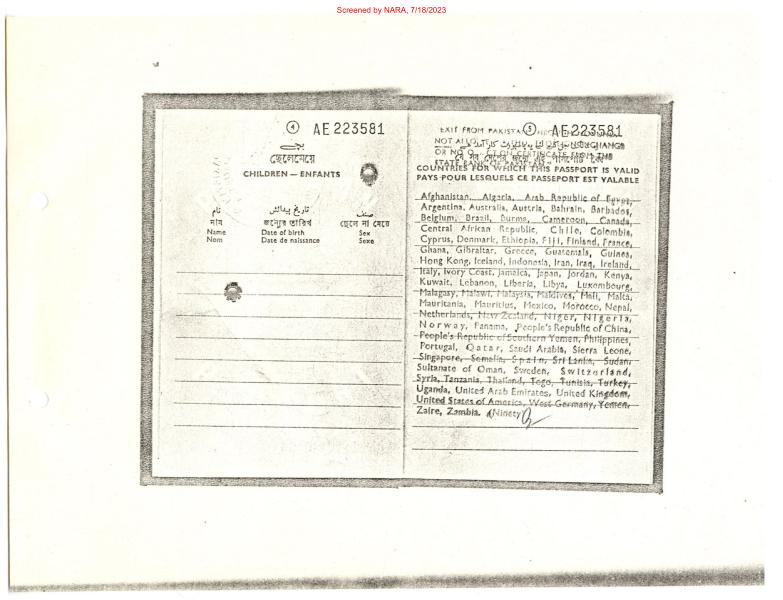 Screened by NARA, 7/18/2023
4 AE 223581
بچے
ছেলেমেয়ে
CHILDREN — ENFANTS
نام تاریخ پیدائش صنف
নাম জন্মের তারিখ ছেলে না মেয়ে
Name Date of birth Sex
Nom Date de naissance Sexe
5 AE 223581
EXIT FROM PAKISTAN
NOT ALLOWED
EXCHANGE
STATE BANK OF PAKISTAN
COUNTRIES FOR WHICH THIS PASSPORT IS VALID
PAYS POUR LESQUELS CE PASSEPORT EST VALABLE
Afghanistan, Algeria, Arab Republic of Egypt,
Argentina, Australia, Austria, Bahrain, Barbados,
Belgium, Brazil, Burma, Cameroon, Canada,
Central African Republic, Chile, Colombia,
Cyprus, Denmark, Ethiopia, Fiji, Finland, France,
Ghana, Gibraltar, Greece, Guatemala, Guinea,
Hong Kong, Iceland, Indonesia, Iran, Iraq, Ireland,
Italy, Ivory Coast, Jamaica, Japan, Jordan, Kenya,
Kuwait, Lebanon, Liberia, Libya, Luxembourg,
Malagasy, Malawi, Malaysia, Maldives, Mali, Malta,
Mauritania, Mauritius, Mexico, Morocco, Nepal,
Netherlands, New Zealand, Niger, Nigeria,
Norway, Panama, People's Republic of China,
People's Republic of Southern Yemen, Philippines,
Portugal, Qatar, Saudi Arabia, Sierra Leone,
Singapore, Somalia, Spain, Sri Lanka, Sudan,
Sultanate of Oman, Sweden, Switzerland,
Syria, Tanzania, Thailand, Togo, Tunisia, Turkey,
Uganda, United Arab Emirates, United Kingdom,
United States of America, West Germany, Yemen,
Zaire, Zambia. (Ninety)